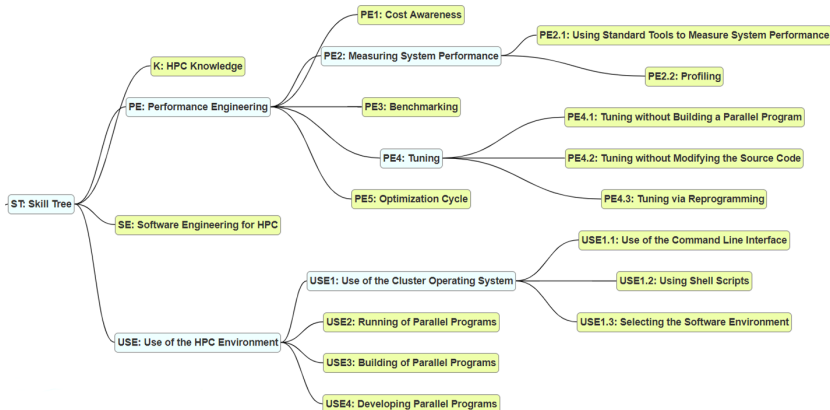 PE1: Cost Awareness
PE2.1: Using Standard Tools to Measure System Performance
PE2: Measuring System Performance
K: HPC Knowledge
PE2.2: Profiling
PE: Performance Engineering
PE3: Benchmarking
PE4.1: Tuning without Building a Parallel Program
PE4: Tuning
PE4.2: Tuning without Modifying the Source Code
PE5: Optimization Cycle
PE4.3: Tuning via Reprogramming
ST: Skill Tree
SE: Software Engineering for HPC
USE1.1: Use of the Command Line Interface
USE1: Use of the Cluster Operating System
USE1.2: Using Shell Scripts
USE2: Running of Parallel Programs
USE1.3: Selecting the Software Environment
USE: Use of the HPC Environment
USE3: Building of Parallel Programs
USE4: Developing Parallel Programs